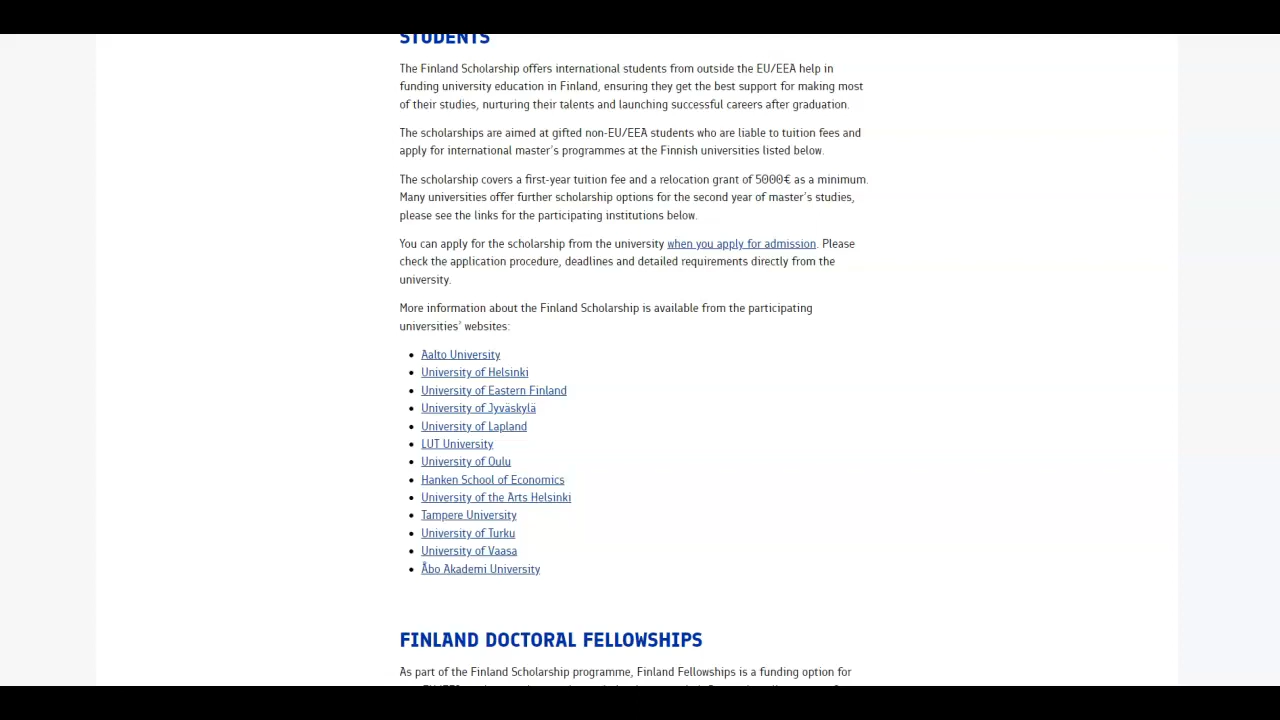 STUDENTS
The Finland Scholarship offers international students from outside the EU/EEA help in
funding university education in Finland, ensuring they get the best support for making most
of their studies, nurturing their talents and launching successful careers after graduation.
The scholarships are aimed at gifted non-EU/EEA students who are liable to tuition fees and
apply for international master's programmes at the Finnish universities listed below.
The scholarship covers a first-year tuition fee and a relocation grant of 5000€ as a minimum.
Many universities offer further scholarship options for the second year of master's studies,
please see the links for the participating institutions below.
You can apply for the scholarship from the university when you apply for admission. Please
check the application procedure, deadlines and detailed requirements directly from the
university.
More information about the Finland Scholarship is available from the participating
universities' websites:
• Aalto University
• University of Helsinki
• University of Eastern Finland
• University of Jyväskylä
• University of Lapland
• LUT University
• University of Oulu
• Hanken School of Economics
• University of the Arts Helsinki
• Tampere University
• University of Turku
• University of Vaasa
• Åbo Akademi University
FINLAND DOCTORAL FELLOWSHIPS
As part of the Finland Scholarship programme, Finland Fellowships is a funding option for